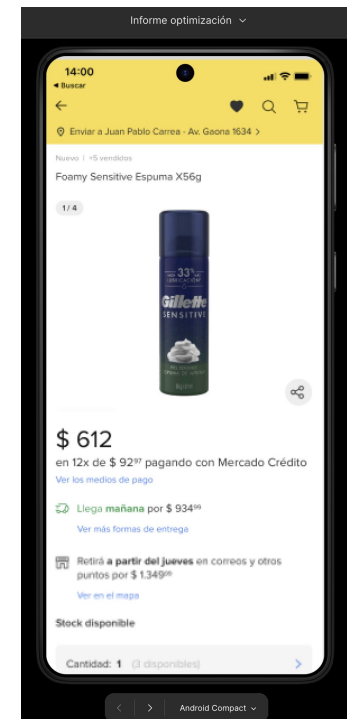 Informe optimización
14:00
Buscar
Enviar a Juan Pablo Carrea - Av. Gaona 1634
Nuevo | +5 vendidos
Foamy Sensitive Espuma X56g
1 / 4
33%
Gillette
SENSITIVE
$ 612
en 12x de $ 92⁹⁷ pagando con Mercado Crédito
Ver los medios de pago
Llega mañana por $ 934⁹⁹
Ver más formas de entrega
Retirá a partir del jueves en correos y otros
puntos por $ 1.349⁰⁹
Ver en el mapa
Stock disponible
Cantidad: 1 (3 disponibles)
Android Compact